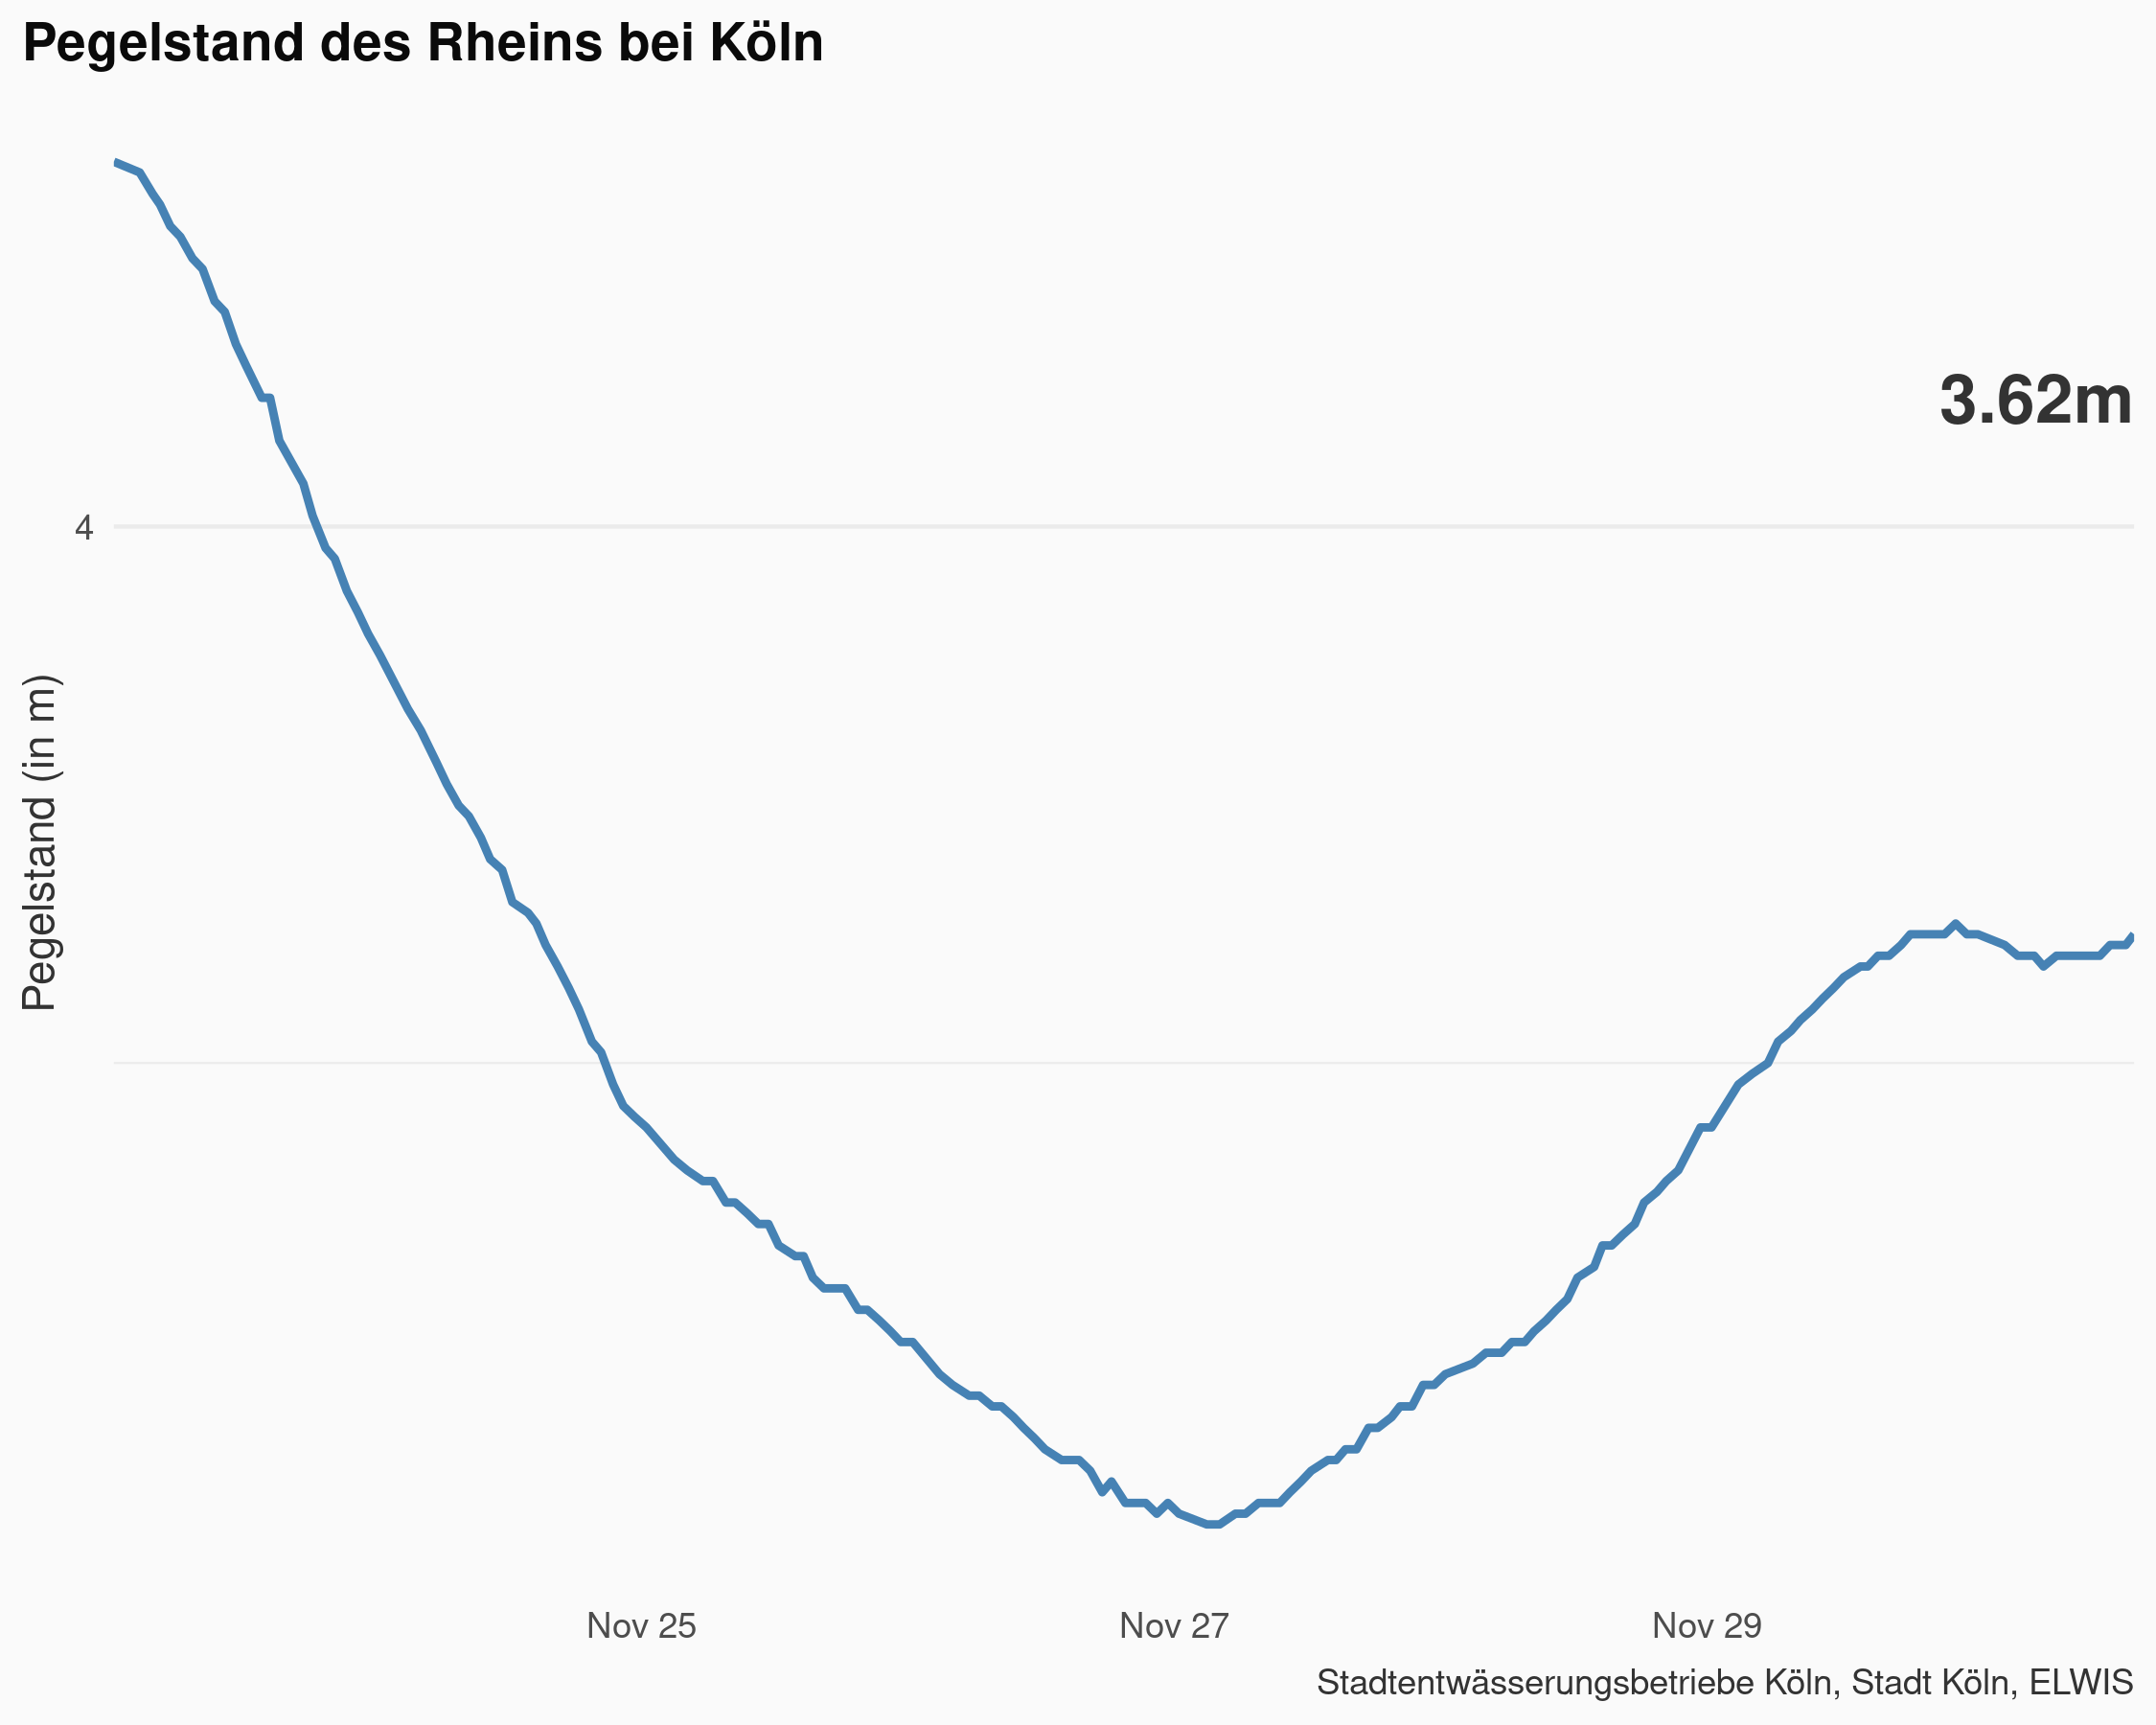 Pegelstand des Rheins bei Köln
3.62m
4
Pegelstand (in m)
Nov 25
Nov 27
Nov 29
Stadtentwässerungsbetriebe Köln, Stadt Köln, ELWIS